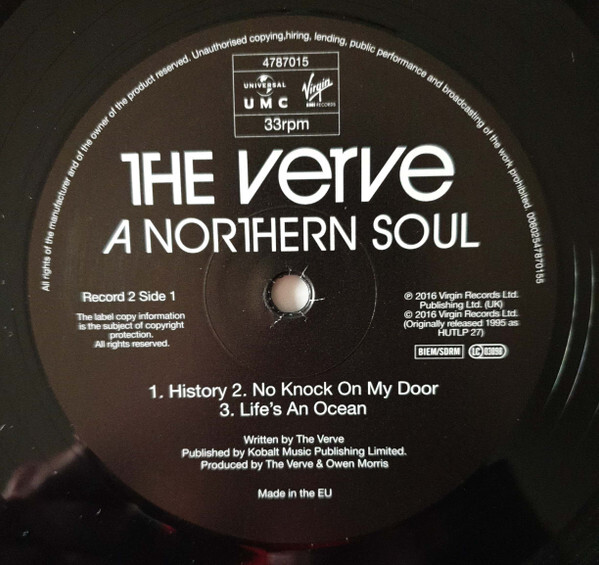 All rights of the manufacturer and of the owner of the product reserved. Unauthorised copying,hiring, lending, public performance and broadcasting of the work prohibited. 00602547870155
4787015
UNIVERSAL
UMC
Virgin
EMI RECORDS
33rpm
THE VERVE
A NORTHERN SOUL
Record 2 Side 1
The label copy information
is the subject of copyright
protection.
All rights reserved.
℗ 2016 Virgin Records Ltd.
Publishing Ltd. (UK)
© 2016 Virgin Records Ltd.
(Originally released 1995 as
HUTLP 27)
BIEM/SDRM LC 03098
1. History 2. No Knock On My Door
3. Life's An Ocean
Written by The Verve
Published by Kobalt Music Publishing Limited.
Produced by The Verve & Owen Morris
Made in the EU